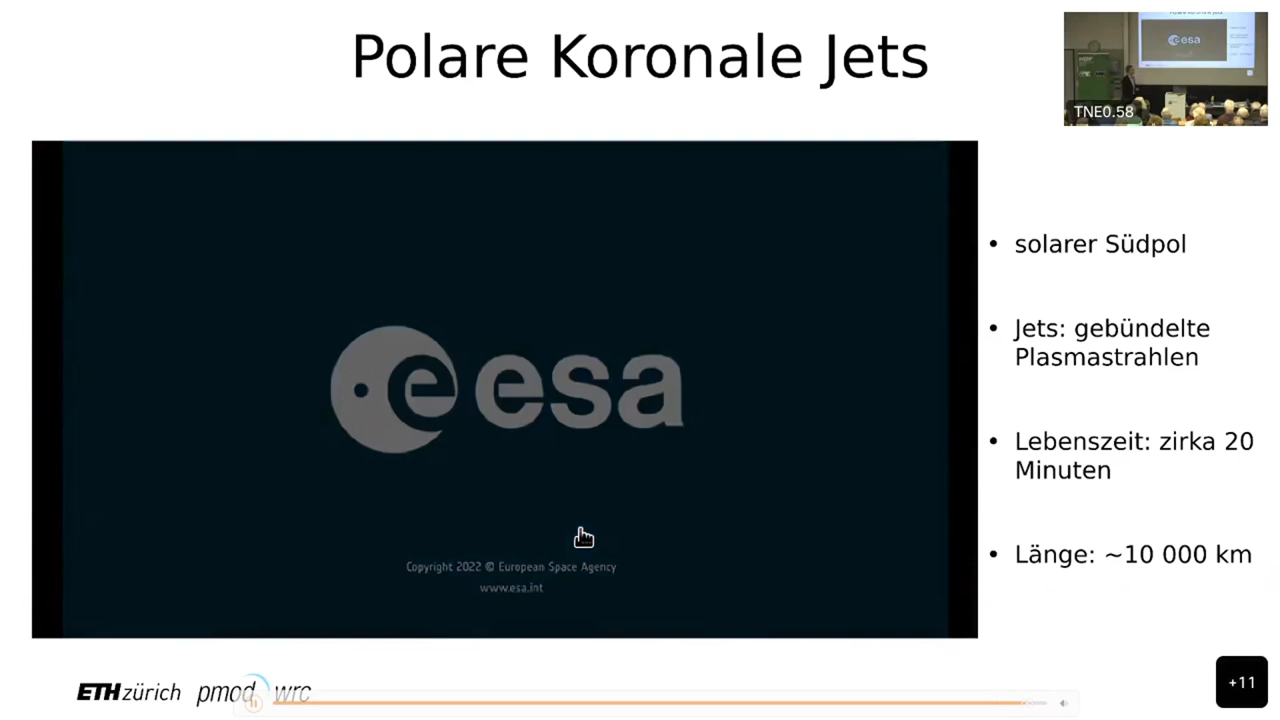 Polare Koronale Jets
esa
TNE0.58
e esa
Copyright 2022 © European Space Agency
www.esa.int
• solarer Südpol
• Jets: gebündelte
Plasmastrahlen
• Lebenszeit: zirka 20
Minuten
• Länge: ~10 000 km
ETH zürich pmod wrc
+11